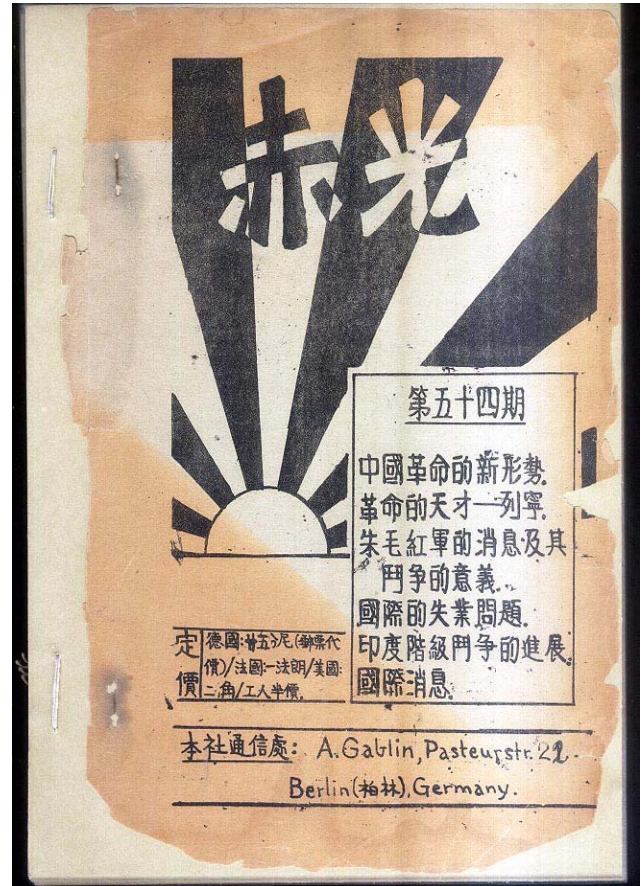 赤光
第五十四期
中國革命的新形勢.
革命的天才—列寧.
朱毛紅軍的消息及其
鬥争的意義.
國際的失業問題.
印度階級鬥争的進展.
國際消息.
定價
德國:廿五分尼(郵票代
價)/法國:一法朗/美國:
二角/工人半價.
本社通信處: A.Gablin, Pasteurstr. 22.
Berlin(柏林), Germany.